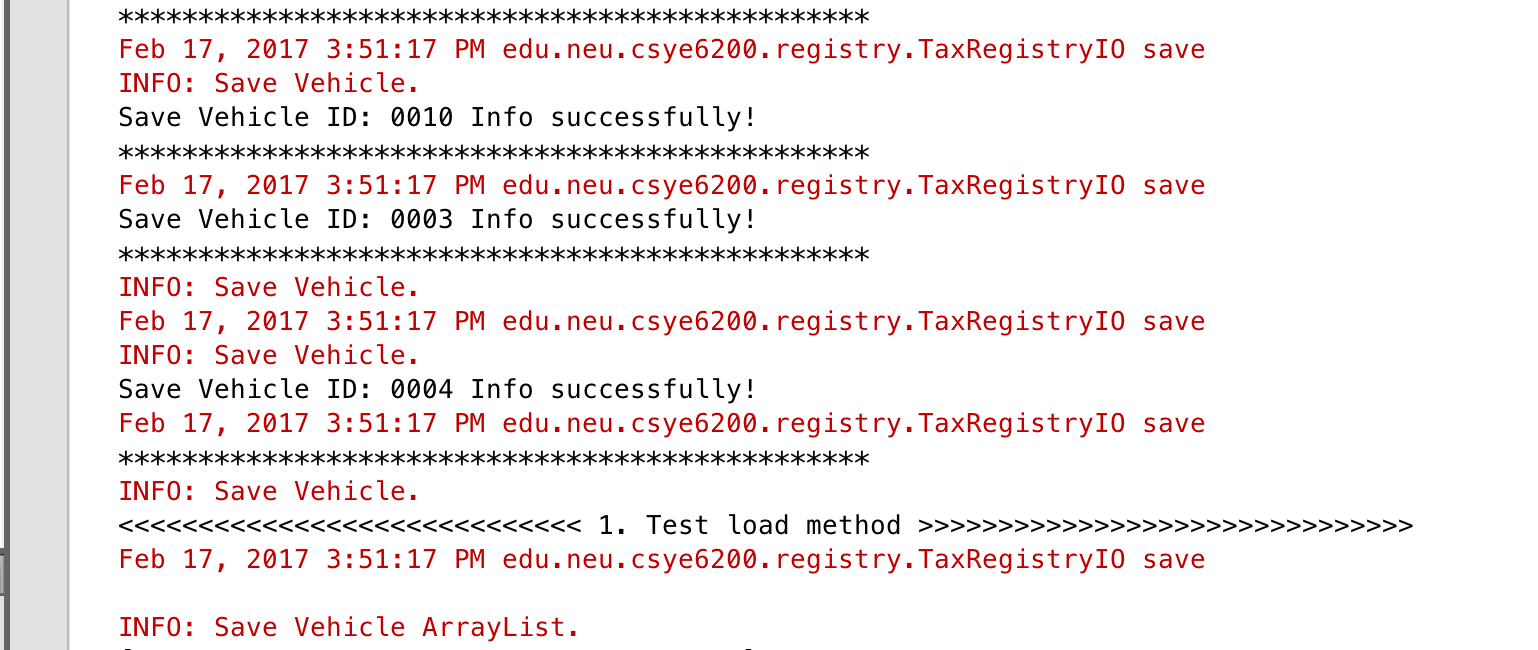 ***********************************************
Feb 17, 2017 3:51:17 PM edu.neu.csye6200.registry.TaxRegistryIO save
INFO: Save Vehicle.
Save Vehicle ID: 0010 Info successfully!
***********************************************
Feb 17, 2017 3:51:17 PM edu.neu.csye6200.registry.TaxRegistryIO save
Save Vehicle ID: 0003 Info successfully!
***********************************************
INFO: Save Vehicle.
Feb 17, 2017 3:51:17 PM edu.neu.csye6200.registry.TaxRegistryIO save
INFO: Save Vehicle.
Save Vehicle ID: 0004 Info successfully!
Feb 17, 2017 3:51:17 PM edu.neu.csye6200.registry.TaxRegistryIO save
***********************************************
INFO: Save Vehicle.
<<<<<<<<<<<<<<<<<<<<<<<<<<<<< 1. Test load method >>>>>>>>>>>>>>>>>>>>>>>>>>>>>>>
Feb 17, 2017 3:51:17 PM edu.neu.csye6200.registry.TaxRegistryIO save
INFO: Save Vehicle ArrayList.